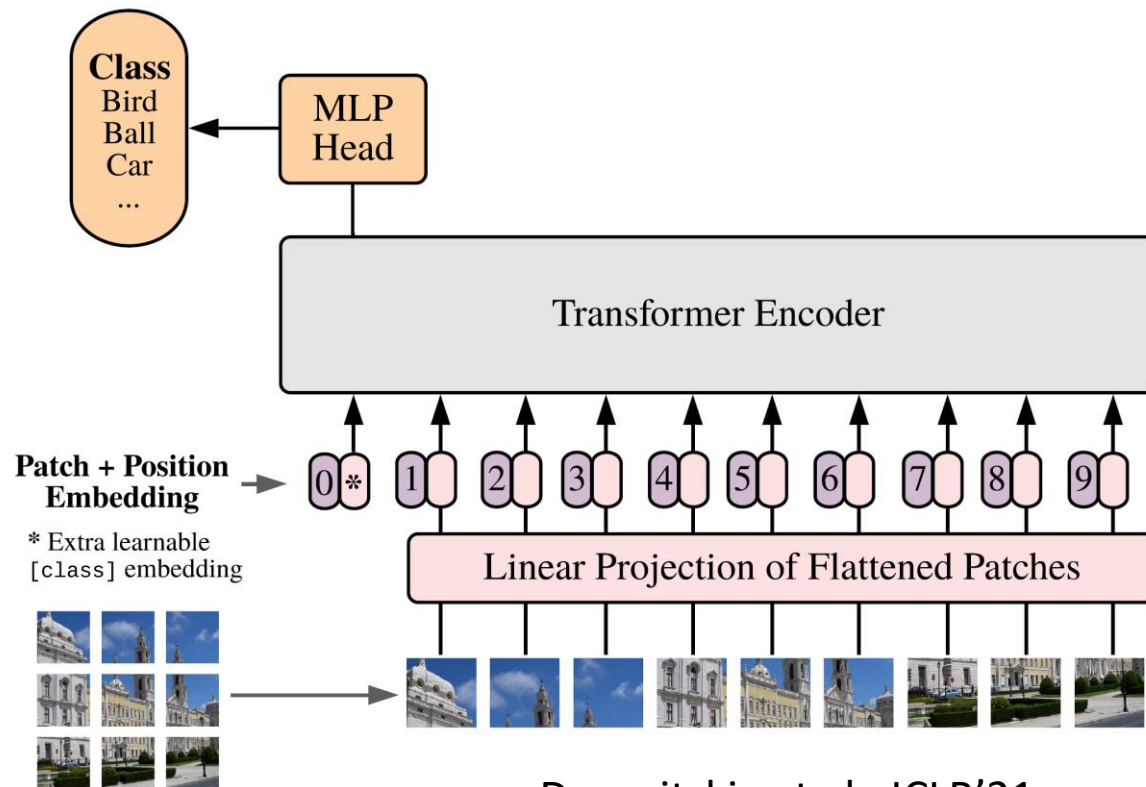 Class
Bird
Ball
Car
...
MLP
Head
Transformer Encoder
Patch + Position
Embedding
0 * 1 2 3 4 5 6 7 8 9
* Extra learnable
[class] embedding
Linear Projection of Flattened Patches